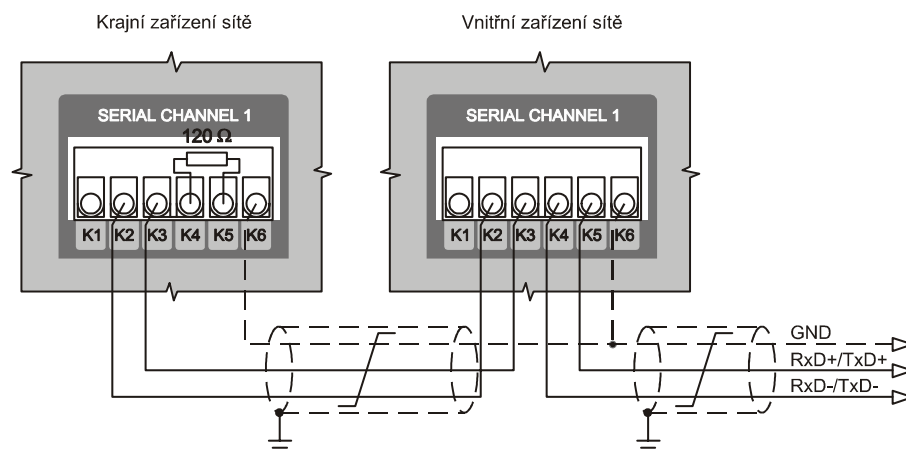 Krajní zařízení sítě
Vnitřní zařízení sítě
SERIAL CHANNEL 1
120 Ω
K1 K2 K3 K4 K5 K6
SERIAL CHANNEL 1
K1 K2 K3 K4 K5 K6
GND
RxD+/TxD+
RxD-/TxD-